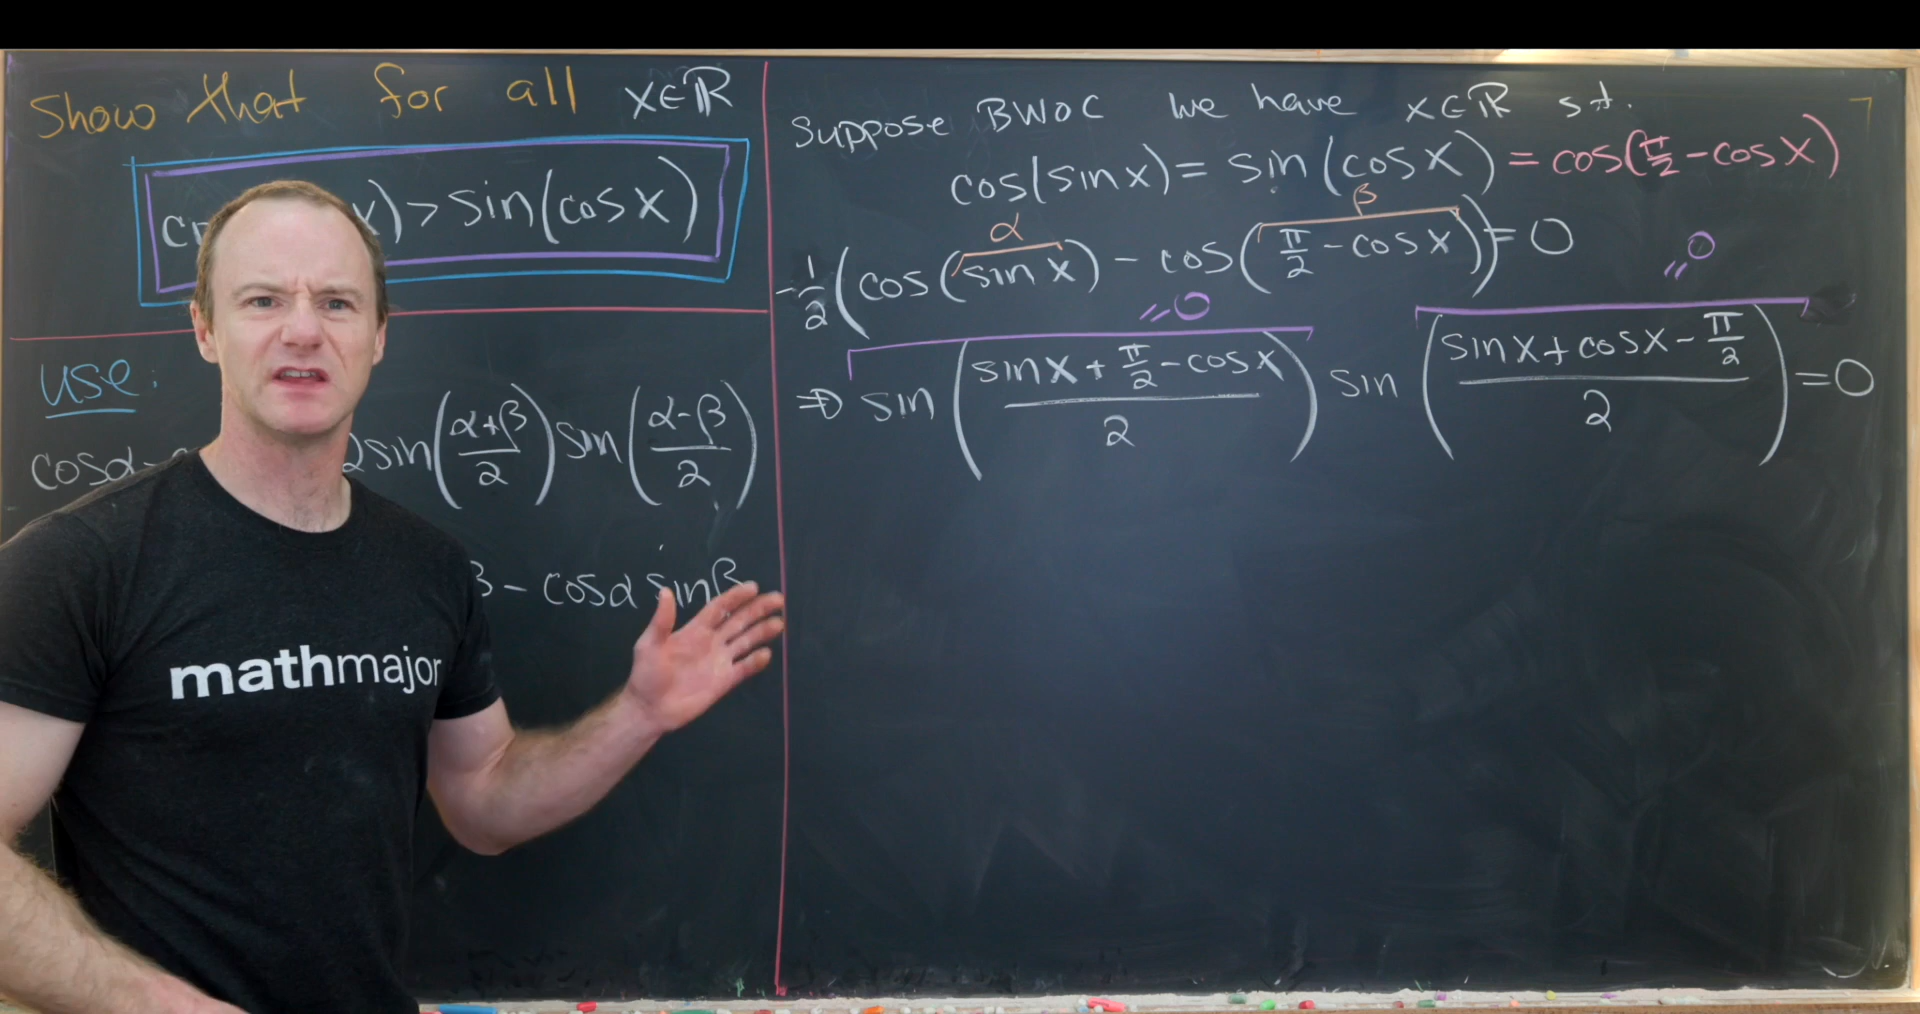 Show that for all x∈ℝ
x) > sin(cos x)
use:
cosα -
2sin((α+β)/2) sin((α-β)/2)
β - cosα sinβ
mathmajor
Suppose BWOC we have x∈ℝ s.t.
cos(sin x) = sin(cos x) = cos(π/2 - cos x)
α β
-1/2(cos(sin x) - cos(π/2 - cos x)) = 0
=0 =0
⇒ sin((sin x + π/2 - cos x)/2) sin((sin x + cos x - π/2)/2) = 0